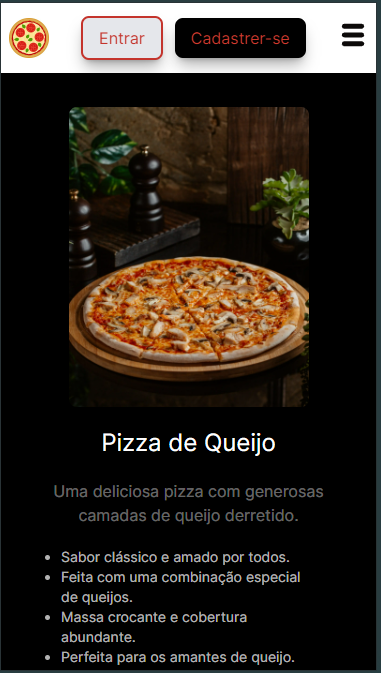 Entrar
Cadastrer-se
Pizza de Queijo
Uma deliciosa pizza com generosas
camadas de queijo derretido.
Sabor clássico e amado por todos.
Feita com uma combinação especial
de queijos.
Massa crocante e cobertura
abundante.
Perfeita para os amantes de queijo.